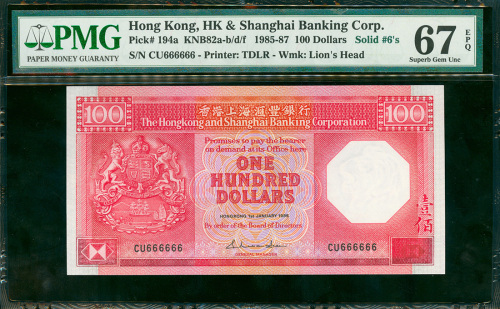 PMG
PAPER MONEY GUARANTY
Hong Kong, HK & Shanghai Banking Corp.
Pick# 194a KNB82a-b/d/f 1985-87 100 Dollars Solid #6's
S/N CU666666 - Printer: TDLR - Wmk: Lion's Head
67 EPQ
Superb Gem Unc
100 香港上海滙豐銀行 100
The Hongkong and Shanghai Banking Corporation
Promises to pay the bearer
on demand at its Office here
ONE
HUNDRED
DOLLARS
HONGKONG 1ST JANUARY 1986
By order of the Board of Directors
CU666666 CU666666
GENERAL MANAGER
壹佰